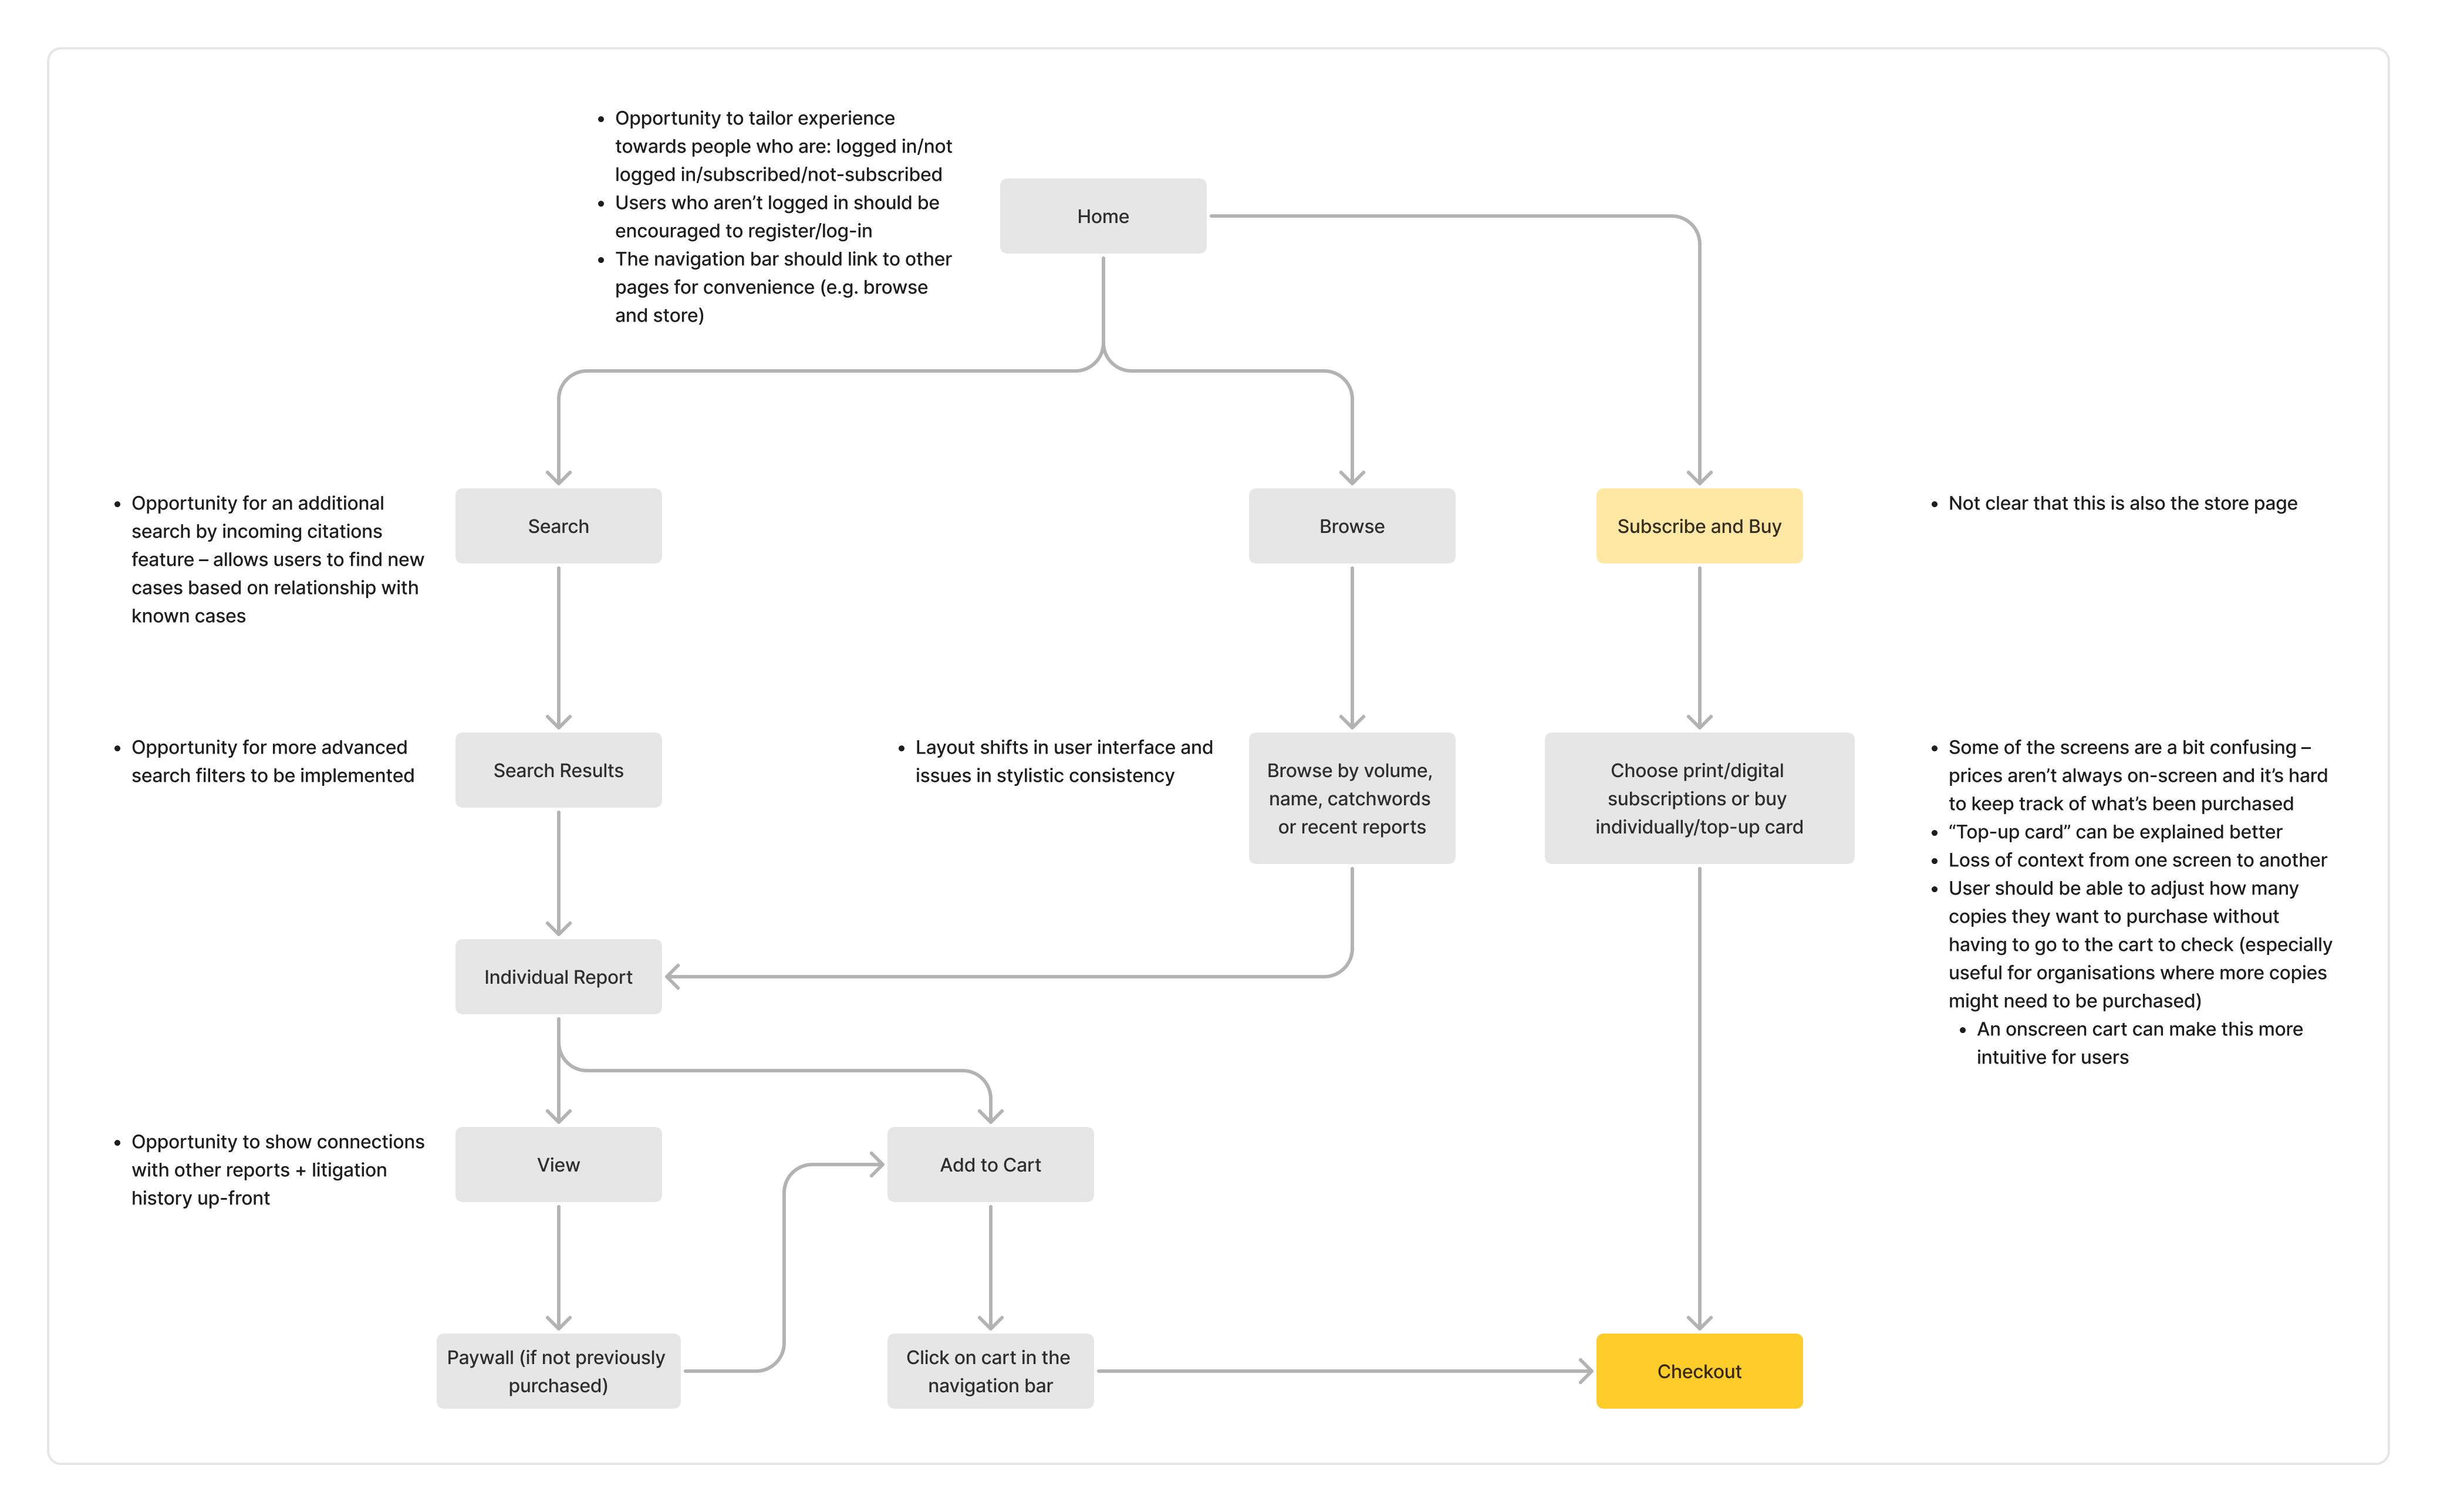 • Opportunity to tailor experience
towards people who are: logged in/not
logged in/subscribed/not-subscribed
• Users who aren’t logged in should be
encouraged to register/log-in
• The navigation bar should link to other
pages for convenience (e.g. browse
and store)
Home
• Opportunity for an additional
search by incoming citations
feature – allows users to find new
cases based on relationship with
known cases
Search
Browse
Subscribe and Buy
• Not clear that this is also the store page
• Opportunity for more advanced
search filters to be implemented
Search Results
• Layout shifts in user interface and
issues in stylistic consistency
Browse by volume,
name, catchwords
or recent reports
Choose print/digital
subscriptions or buy
individually/top-up card
• Some of the screens are a bit confusing –
prices aren’t always on-screen and it’s hard
to keep track of what’s been purchased
• “Top-up card” can be explained better
• Loss of context from one screen to another
• User should be able to adjust how many
copies they want to purchase without
having to go to the cart to check (especially
useful for organisations where more copies
might need to be purchased)
• An onscreen cart can make this more
intuitive for users
Individual Report
• Opportunity to show connections
with other reports + litigation
history up-front
View
Add to Cart
Paywall (if not previously
purchased)
Click on cart in the
navigation bar
Checkout